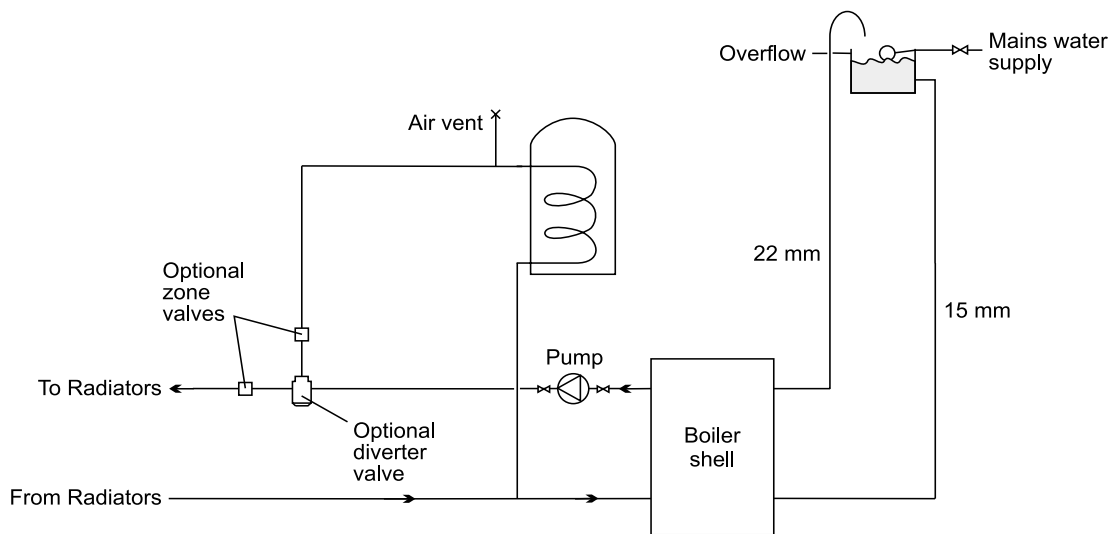 Overflow
Mains water
supply
Air vent
22 mm
Optional
zone
valves
15 mm
Pump
To Radiators
Optional
diverter
valve
Boiler
shell
From Radiators